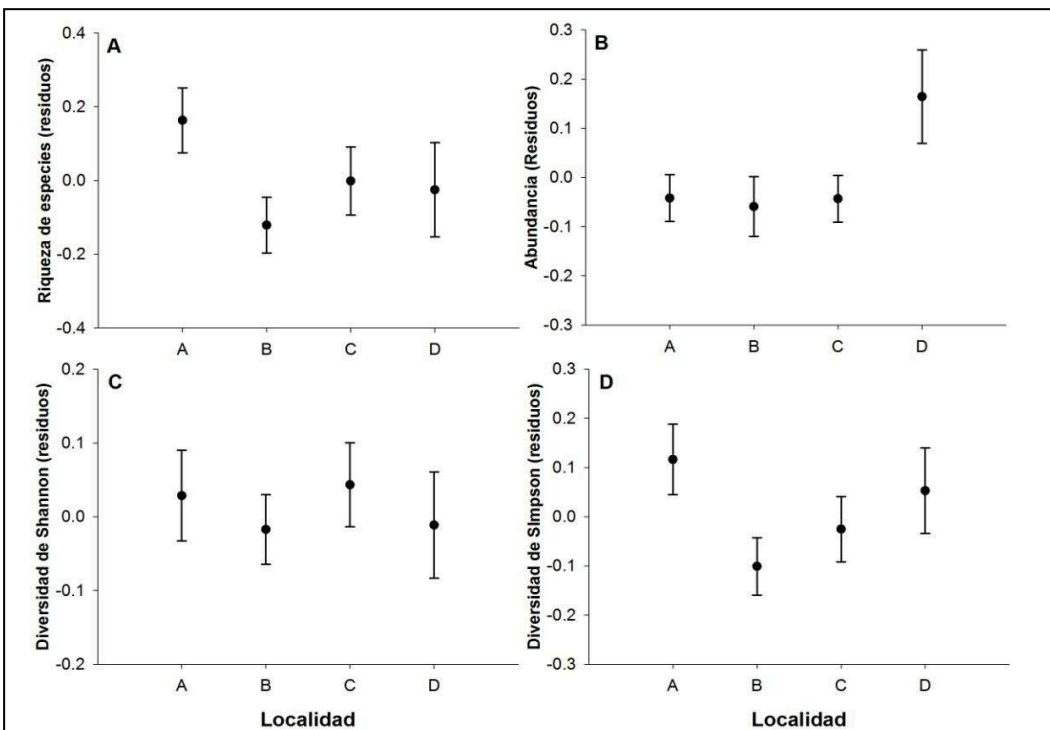 A
Riqueza de especies (residuos)
0.4
0.2
0.0
-0.2
-0.4
A B C D
B
Abundancia (Residuos)
0.3
0.2
0.1
0.0
-0.1
-0.2
-0.3
A B C D
C
Diversidad de Shannon (residuos)
0.2
0.1
0.0
-0.1
-0.2
A B C D
Localidad
D
Diversidad de SImpson (residuos)
0.3
0.2
0.1
0.0
-0.1
-0.2
-0.3
A B C D
Localidad